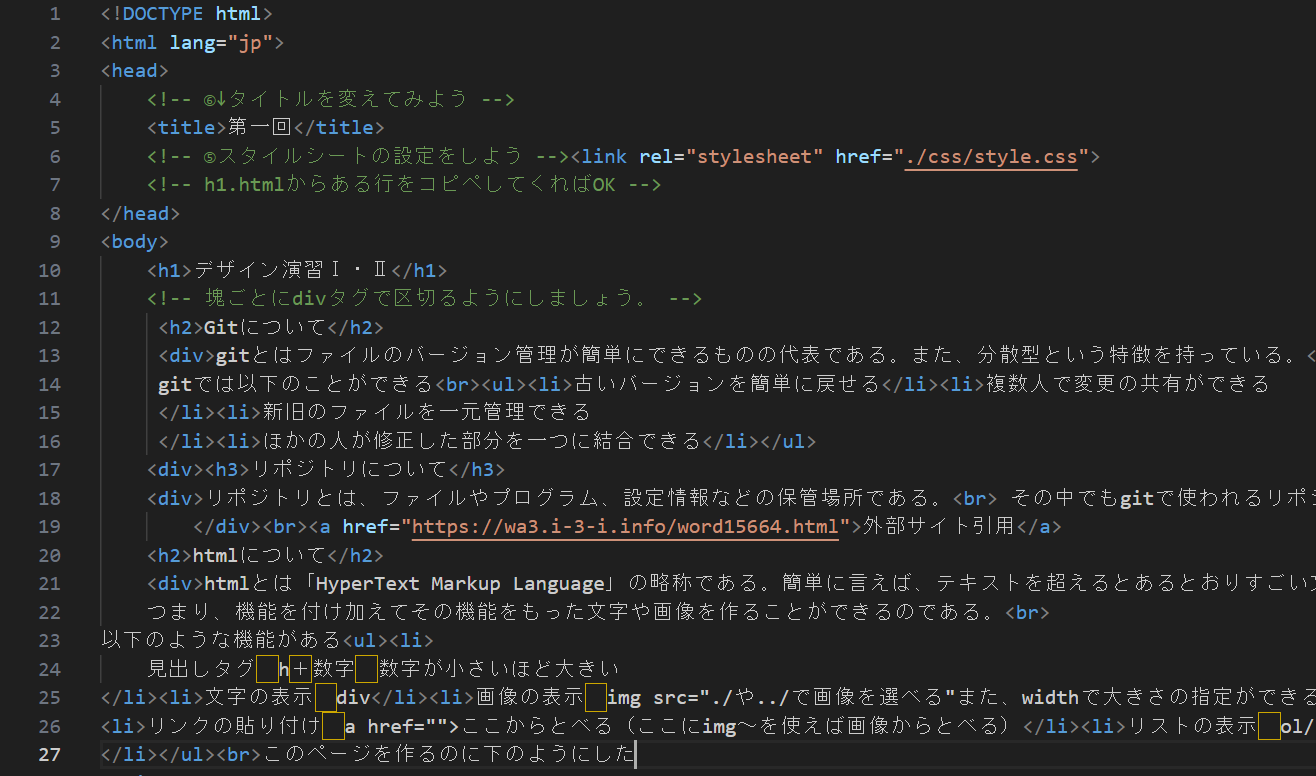 1 <!DOCTYPE html>
2 <html lang="jp">
3 <head>
4 <!-- ⑥↓タイトルを変えてみよう -->
5 <title>第一回</title>
6 <!-- ⑤スタイルシートの設定をしよう --><link rel="stylesheet" href="./css/style.css">
7 <!-- h1.htmlからある行をコピペしてくればOK -->
8 </head>
9 <body>
10 <h1>デザイン演習Ⅰ・Ⅱ</h1>
11 <!-- 塊ごとにdivタグで区切るようにしましょう。 -->
12 <h2>Gitについて</h2>
13 <div>gitとはファイルのバージョン管理が簡単にできるものの代表である。また、分散型という特徴を持っている。<
14 gitでは以下のことができる<br><ul><li>古いバージョンを簡単に戻せる</li><li>複数人で変更の共有ができる
15 </li><li>新旧のファイルを一元管理できる
16 </li><li>ほかの人が修正した部分を一つに結合できる</li></ul>
17 <div><h3>リポジトリについて</h3>
18 <div>リポジトリとは、ファイルやプログラム、設定情報などの保管場所である。<br> その中でもgitで使われるリポジ
19 </div><br><a href="https://wa3.i-3-i.info/word15664.html">外部サイト引用</a>
20 <h2>htmlについて</h2>
21 <div>htmlとは「HyperText Markup Language」の略称である。簡単に言えば、テキストを超えるとあるとおりすごい
22 つまり、機能を付け加えてその機能をもった文字や画像を作ることができるのである。<br>
23 以下のような機能がある<ul><li>
24 見出しタグ　h＋数字　数字が小さいほど大きい
25 </li><li>文字の表示　div</li><li>画像の表示　img src="./や../で画像を選べる"また、widthで大きさの指定ができる
26 <li>リンクの貼り付け　a href="">ここからとべる（ここにimg～を使えば画像からとべる）</li><li>リストの表示　ol/
27 </li></ul><br>このページを作るのに下のようにした